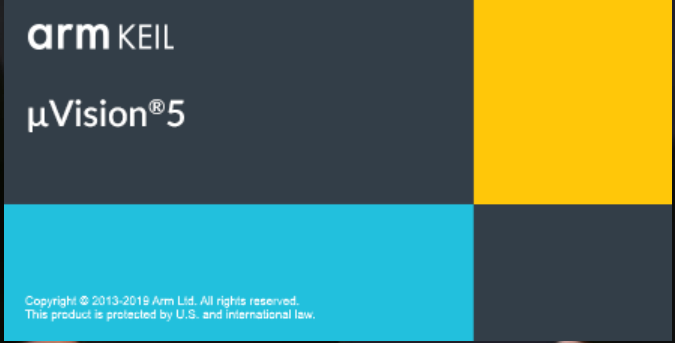 arm KEIL
µVision®5
Copyright © 2013-2019 Arm Ltd. All rights reserved.
This product is protected by U.S. and international law.